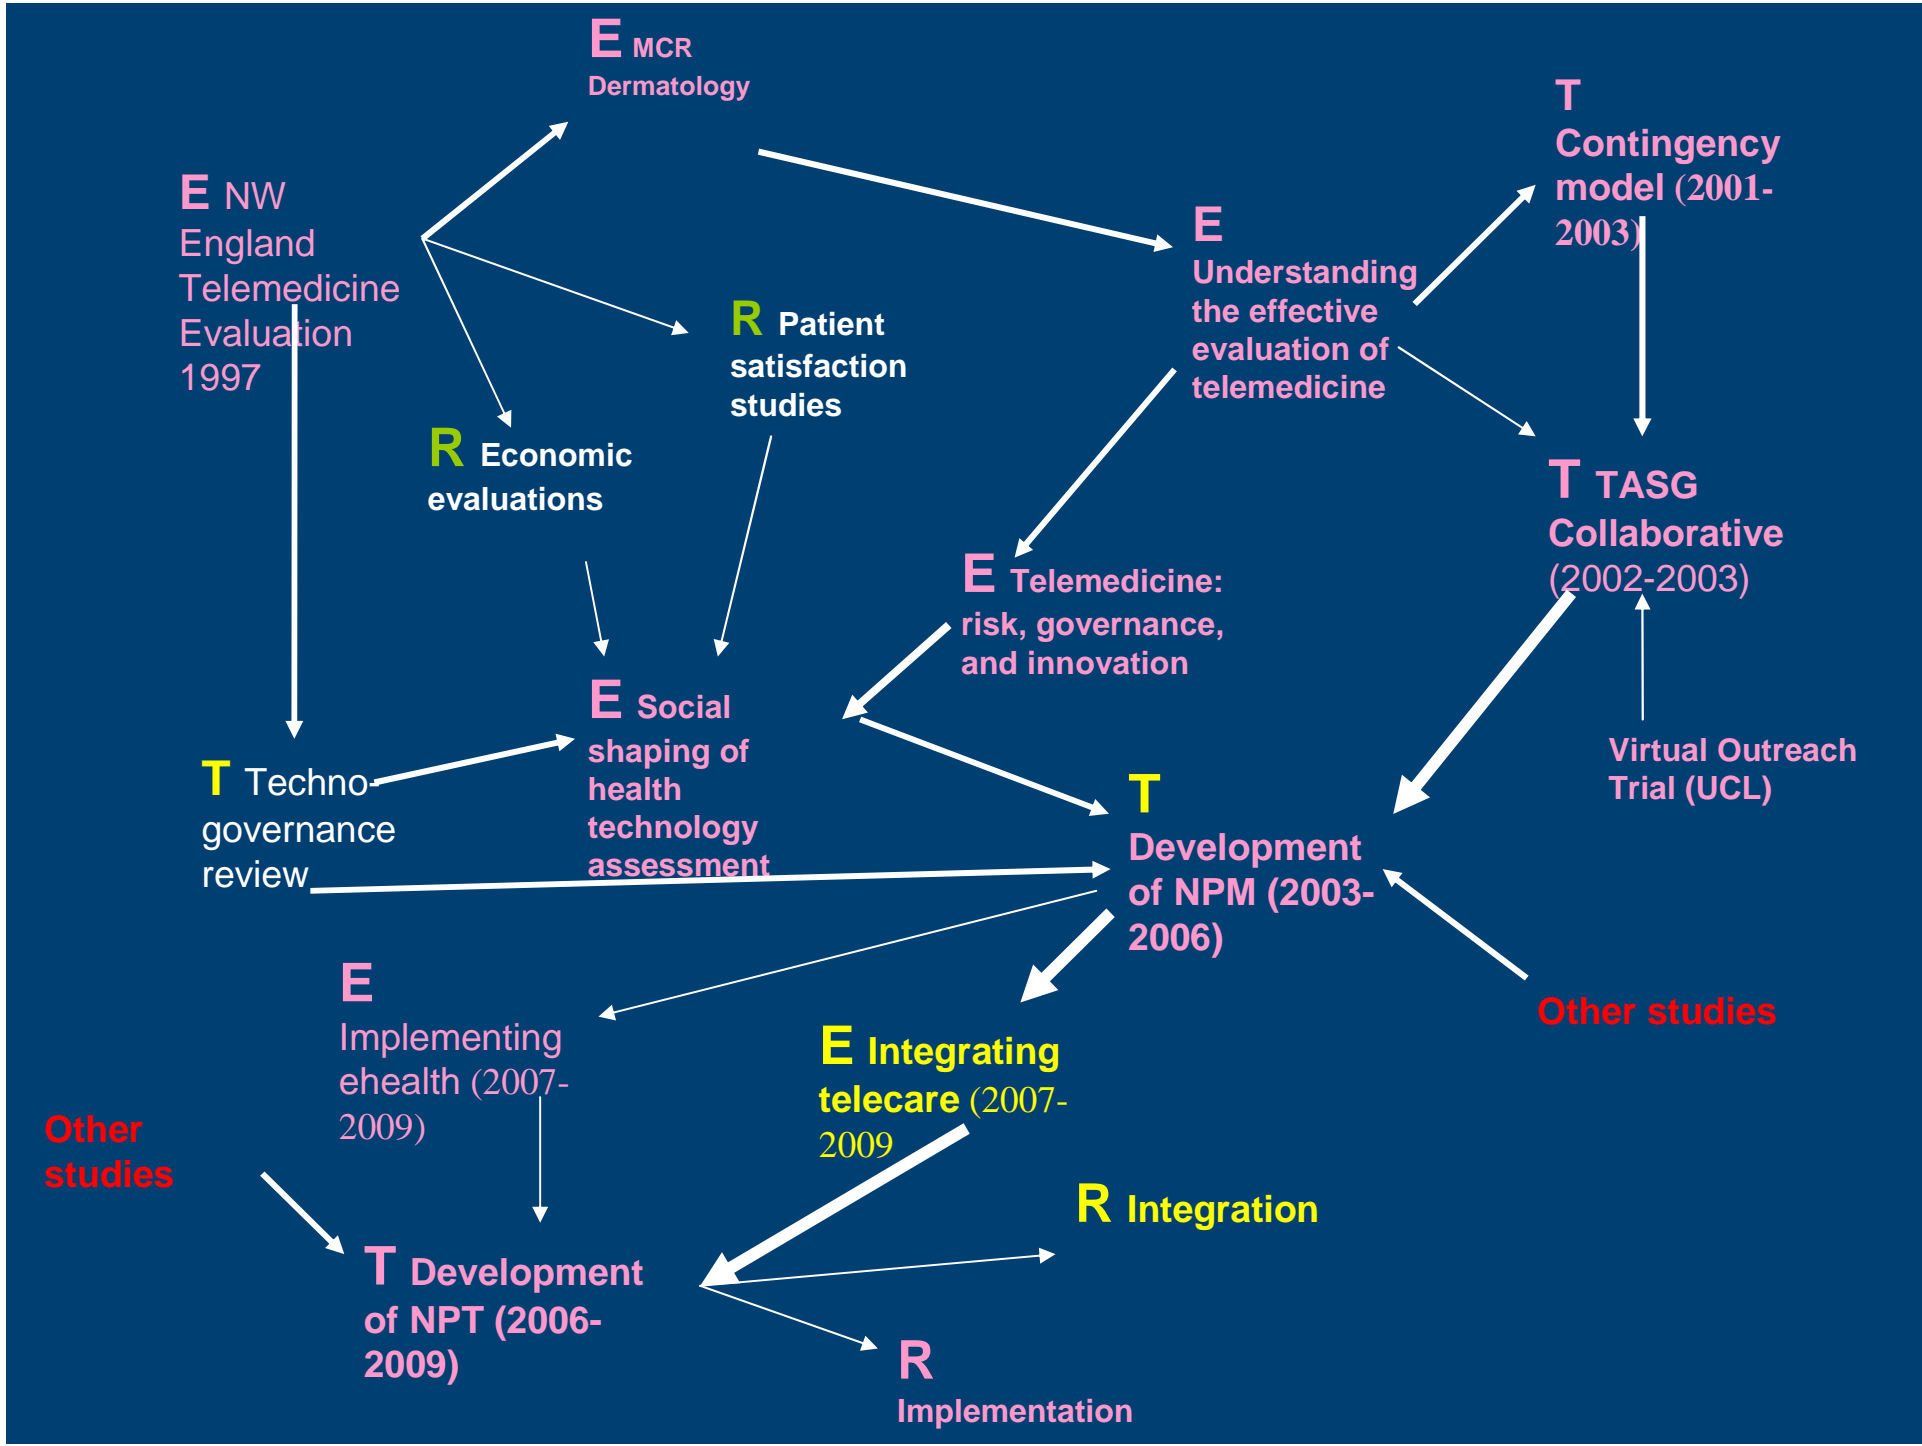 E MCR
Dermatology
T
Contingency
model (2001-
2003)
E NW
England
Telemedicine
Evaluation
1997
E
Understanding
the effective
evaluation of
telemedicine
R Patient
satisfaction
studies
R Economic
evaluations
T TASG
Collaborative
(2002-2003)
E Telemedicine:
risk, governance,
and innovation
E Social
shaping of
health
technology
assessment
Virtual Outreach
Trial (UCL)
T Techno-
governance
review
T
Development
of NPM (2003-
2006)
E
Implementing
ehealth (2007-
2009)
Other studies
E Integrating
telecare (2007-
2009
Other
studies
R Integration
T Development
of NPT (2006-
2009)
R
Implementation